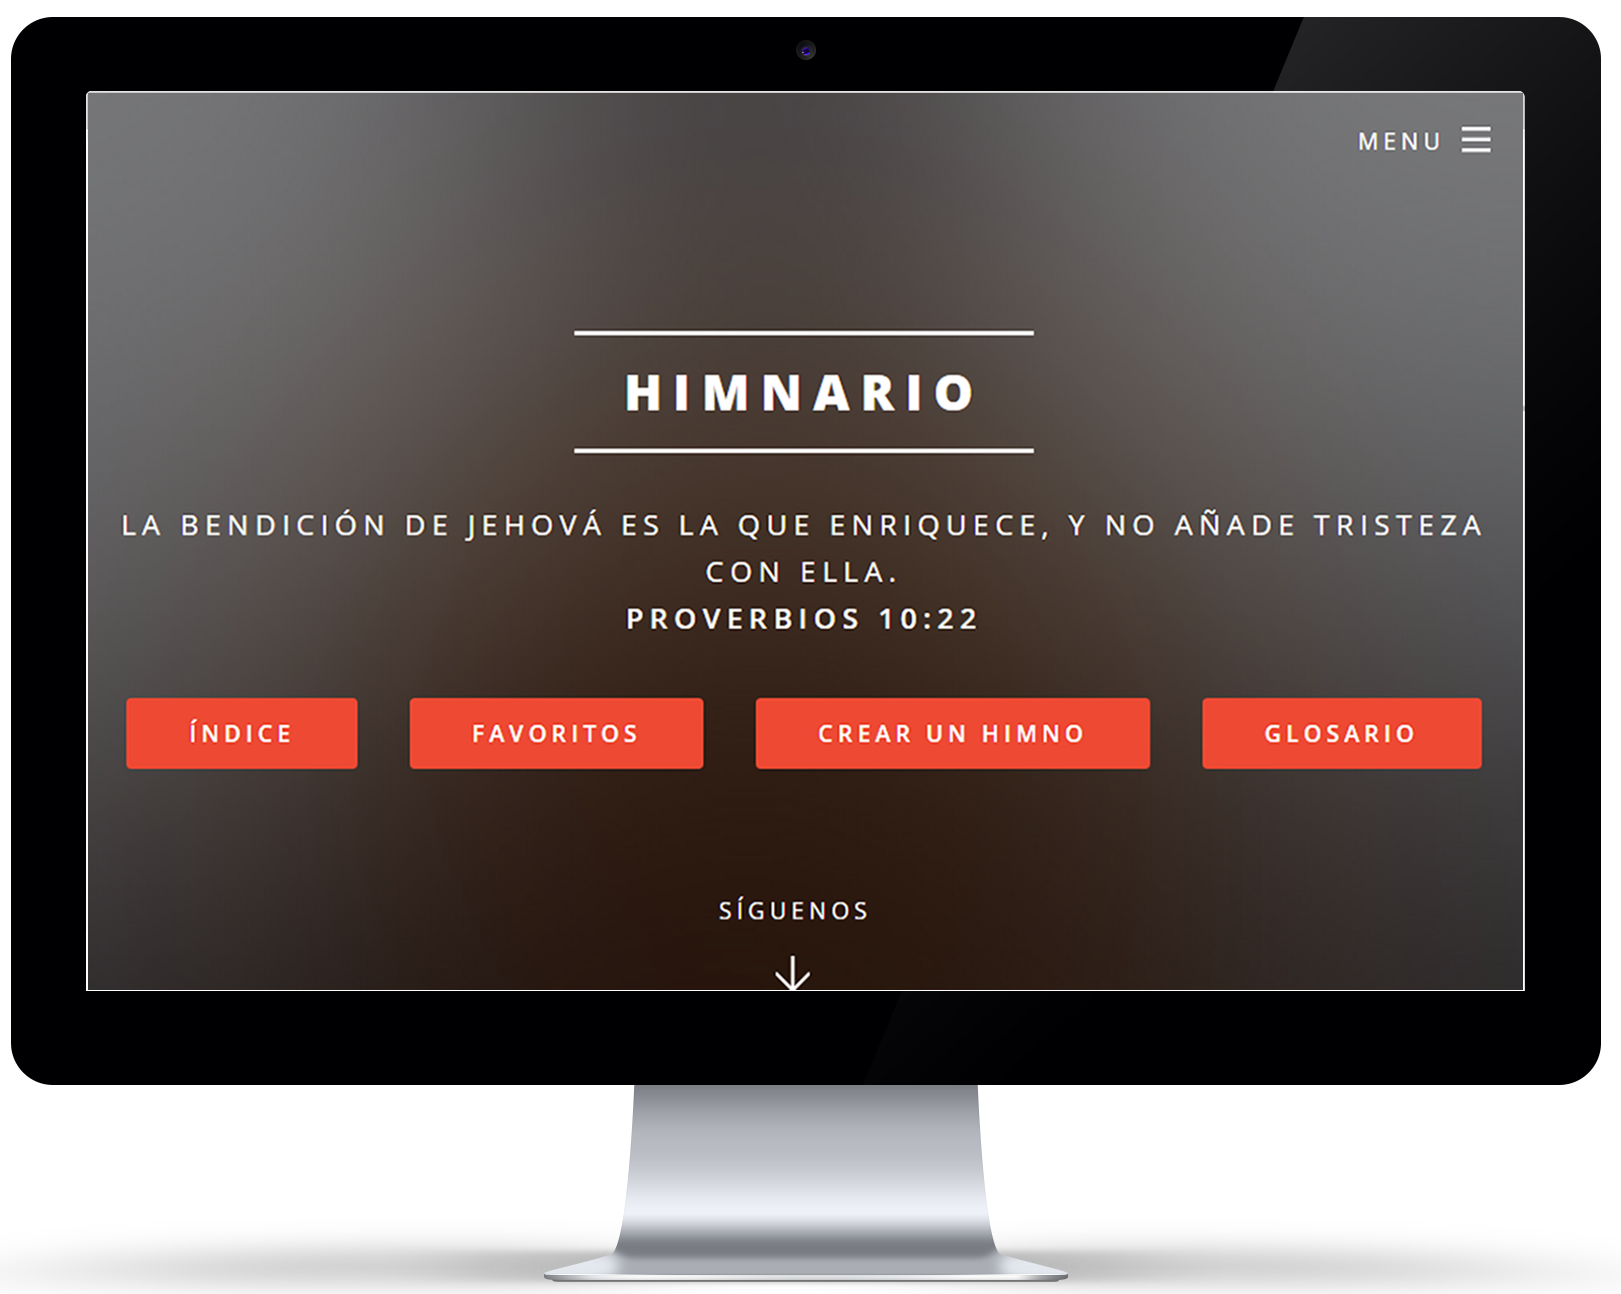 MENU
HIMNARIO
LA BENDICIÓN DE JEHOVÁ ES LA QUE ENRIQUECE, Y NO AÑADE TRISTEZA
CON ELLA.
PROVERBIOS 10:22
ÍNDICE FAVORITOS CREAR UN HIMNO GLOSARIO
SÍGUENOS